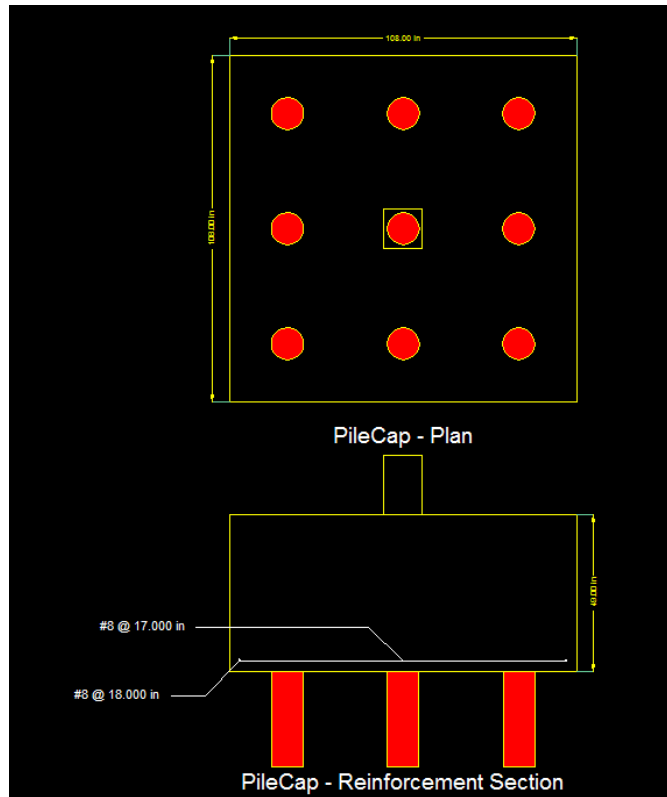 108.00 in
108.00 in
PileCap - Plan
49.00 in
#8 @ 17.000 in
#8 @ 18.000 in
PileCap - Reinforcement Section